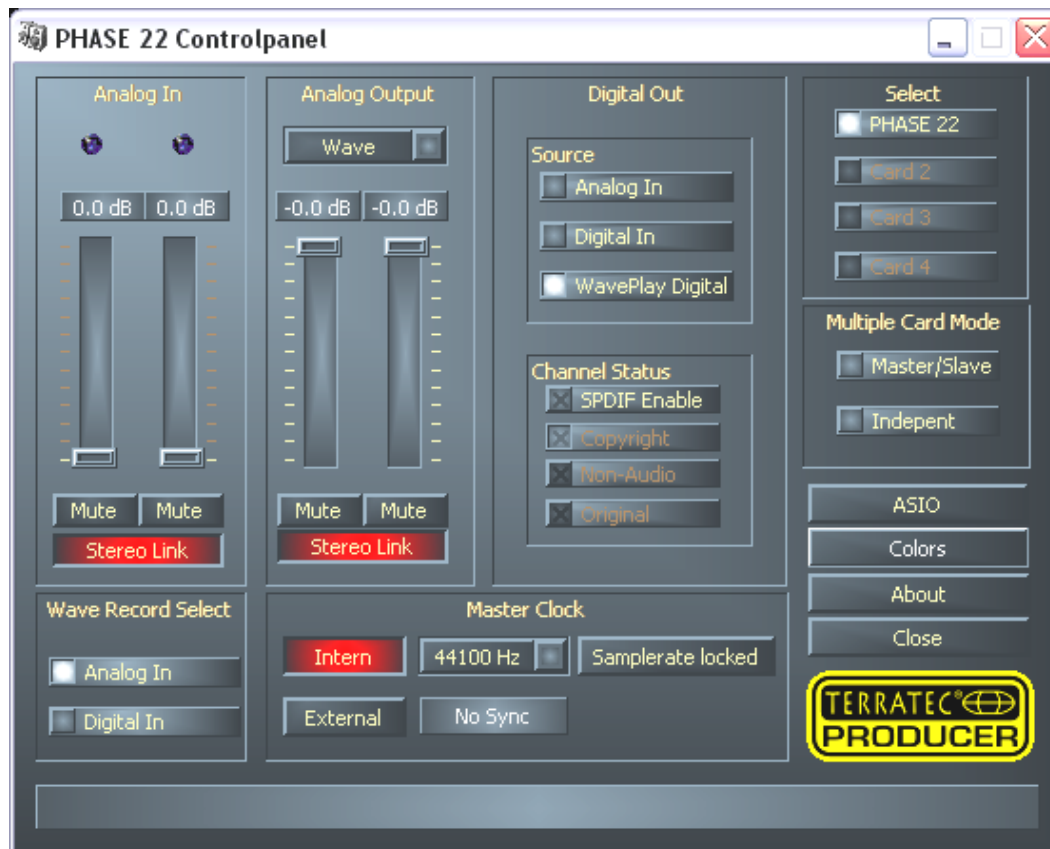 PHASE 22 Controlpanel
Analog In
0.0 dB 0.0 dB
Mute Mute
Stereo Link
Analog Output
Wave
-0.0 dB -0.0 dB
Mute Mute
Stereo Link
Digital Out
Source
Analog In
Digital In
WavePlay Digital
Channel Status
SPDIF Enable
Copyright
Non-Audio
Original
Select
PHASE 22
Card 2
Card 3
Card 4
Multiple Card Mode
Master/Slave
Indepent
Wave Record Select
Analog In
Digital In
Master Clock
Intern 44100 Hz Samplerate locked
External No Sync
ASIO
Colors
About
Close
TERRATEC®
PRODUCER